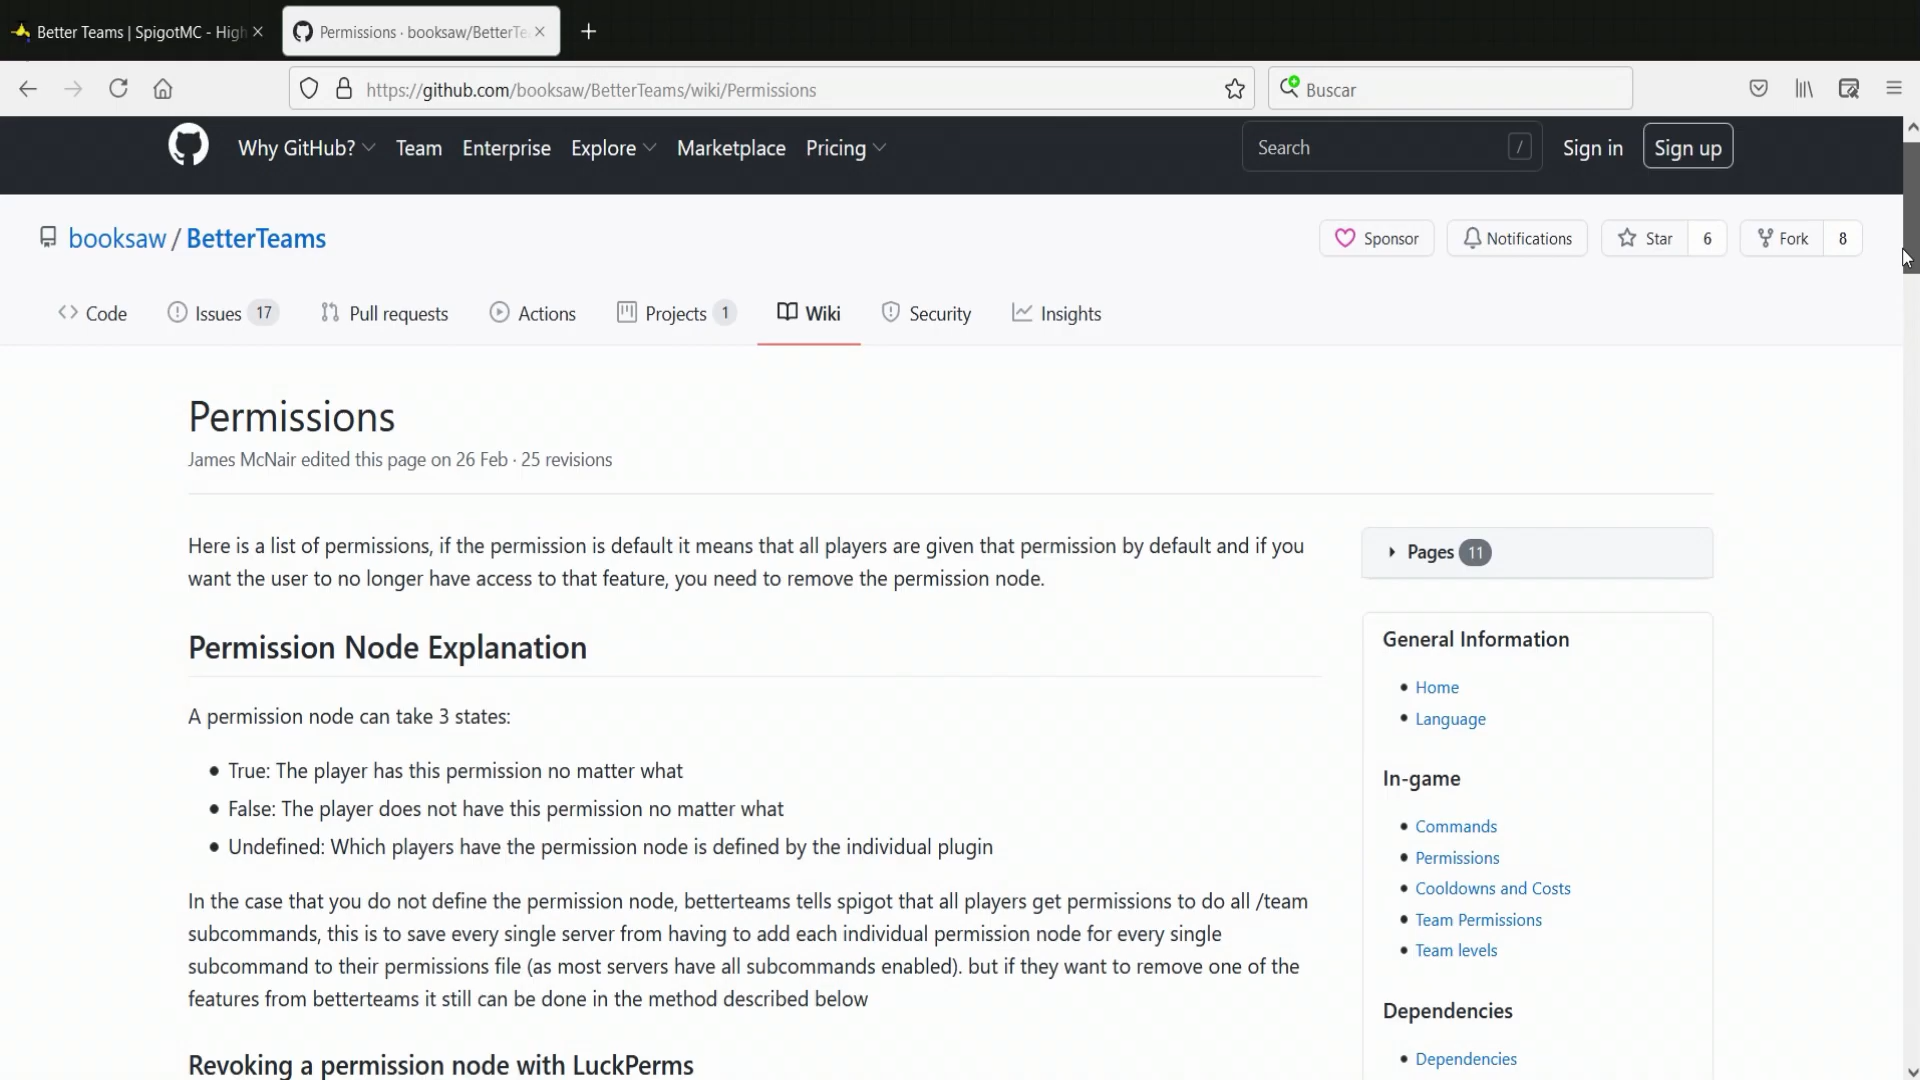 Better Teams | SpigotMC - High
Permissions · booksaw/BetterTe
https://github.com/booksaw/BetterTeams/wiki/Permissions
Buscar
Why GitHub? Team Enterprise Explore Marketplace Pricing
Search /
Sign in
Sign up
booksaw / BetterTeams
Sponsor
Notifications
Star 6
Fork 8
Code
Issues 17
Pull requests
Actions
Projects 1
Wiki
Security
Insights
Permissions
James McNair edited this page on 26 Feb · 25 revisions
Here is a list of permissions, if the permission is default it means that all players are given that permission by default and if you
want the user to no longer have access to that feature, you need to remove the permission node.
Permission Node Explanation
A permission node can take 3 states:
True: The player has this permission no matter what
False: The player does not have this permission no matter what
Undefined: Which players have the permission node is defined by the individual plugin
In the case that you do not define the permission node, betterteams tells spigot that all players get permissions to do all /team
subcommands, this is to save every single server from having to add each individual permission node for every single
subcommand to their permissions file (as most servers have all subcommands enabled). but if they want to remove one of the
features from betterteams it still can be done in the method described below
Revoking a permission node with LuckPerms
Pages 11
General Information
Home
Language
In-game
Commands
Permissions
Cooldowns and Costs
Team Permissions
Team levels
Dependencies
Dependencies